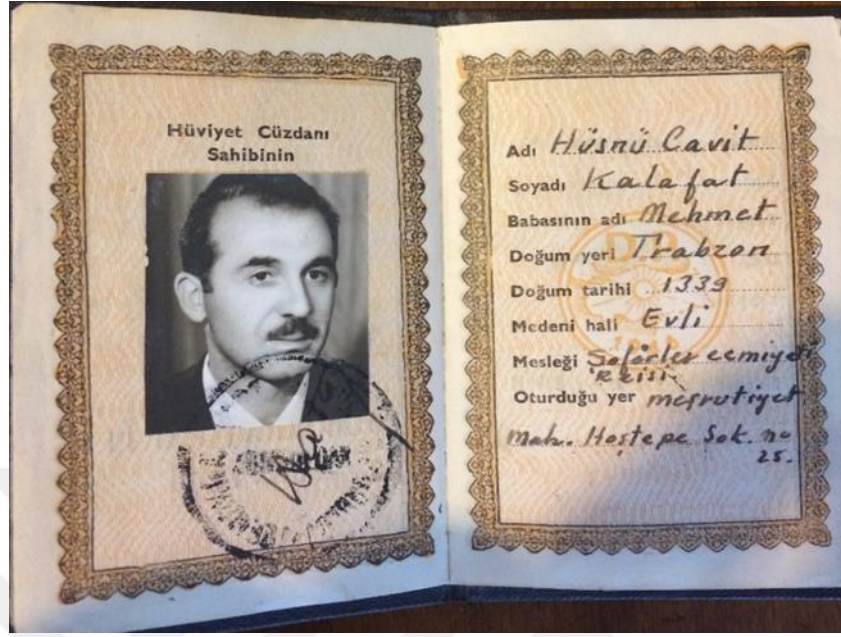 Hüviyet Cüzdanı
Sahibinin
Adı Hüsnü Cavit
Soyadı Kalafat
Babasının adı Mehmet
Doğum yeri Trabzon
Doğum tarihi 1339
Medeni hali Evli
Mesleği Şoförler cemiyeti
Reisi
Oturduğu yer meşrutiyet
Mah. Hoştepe Sok. no
25.